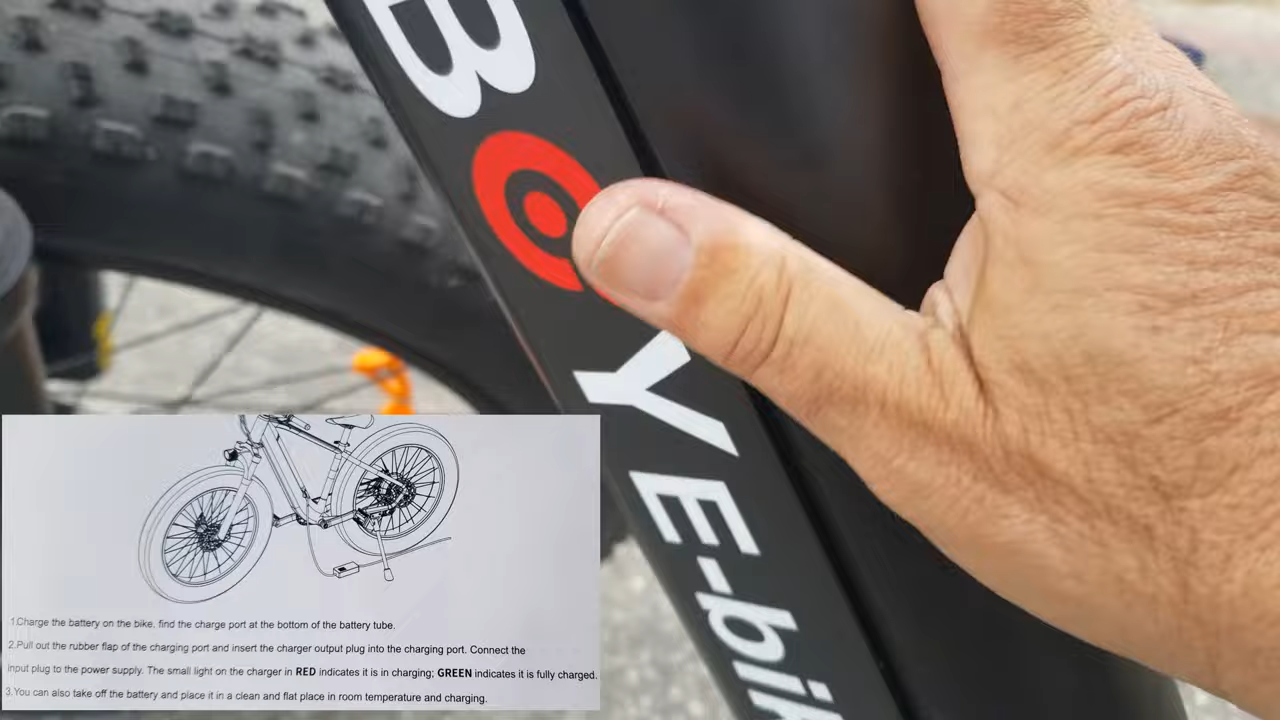 BOYE-bik
1.Charge the battery on the bike, find the charge port at the bottom of the battery tube.
2.Pull out the rubber flap of the charging port and insert the charger output plug into the charging port. Connect the
input plug to the power supply. The small light on the charger in RED indicates it is in charging; GREEN indicates it is fully charged.
3.You can also take off the battery and place it in a clean and flat place in room temperature and charging.